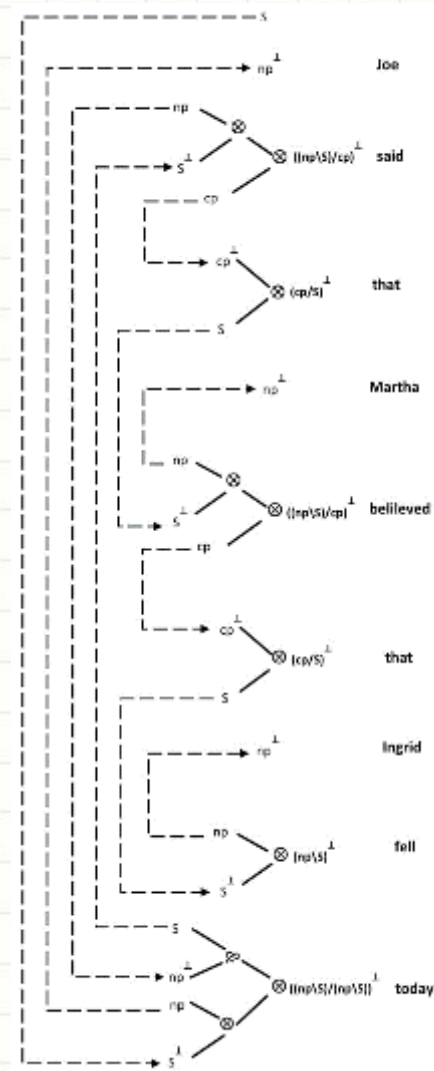 S
np⊥ Joe
np
⊗
S⊥ ⊗ ((np\S)/cp)⊥ said
cp
cp⊥
⊗ (cp/S)⊥ that
S
np⊥ Martha
np
⊗
S⊥ ⊗ ((np\S)/cp)⊥ belileved
cp
cp⊥
⊗ (cp/S)⊥ that
S
np⊥ Ingrid
np
⊗ (np\S)⊥ fell
S⊥
S
⅋
np⊥ ⊗ ((np\S)/(np\S))⊥ today
np
⊗
S⊥